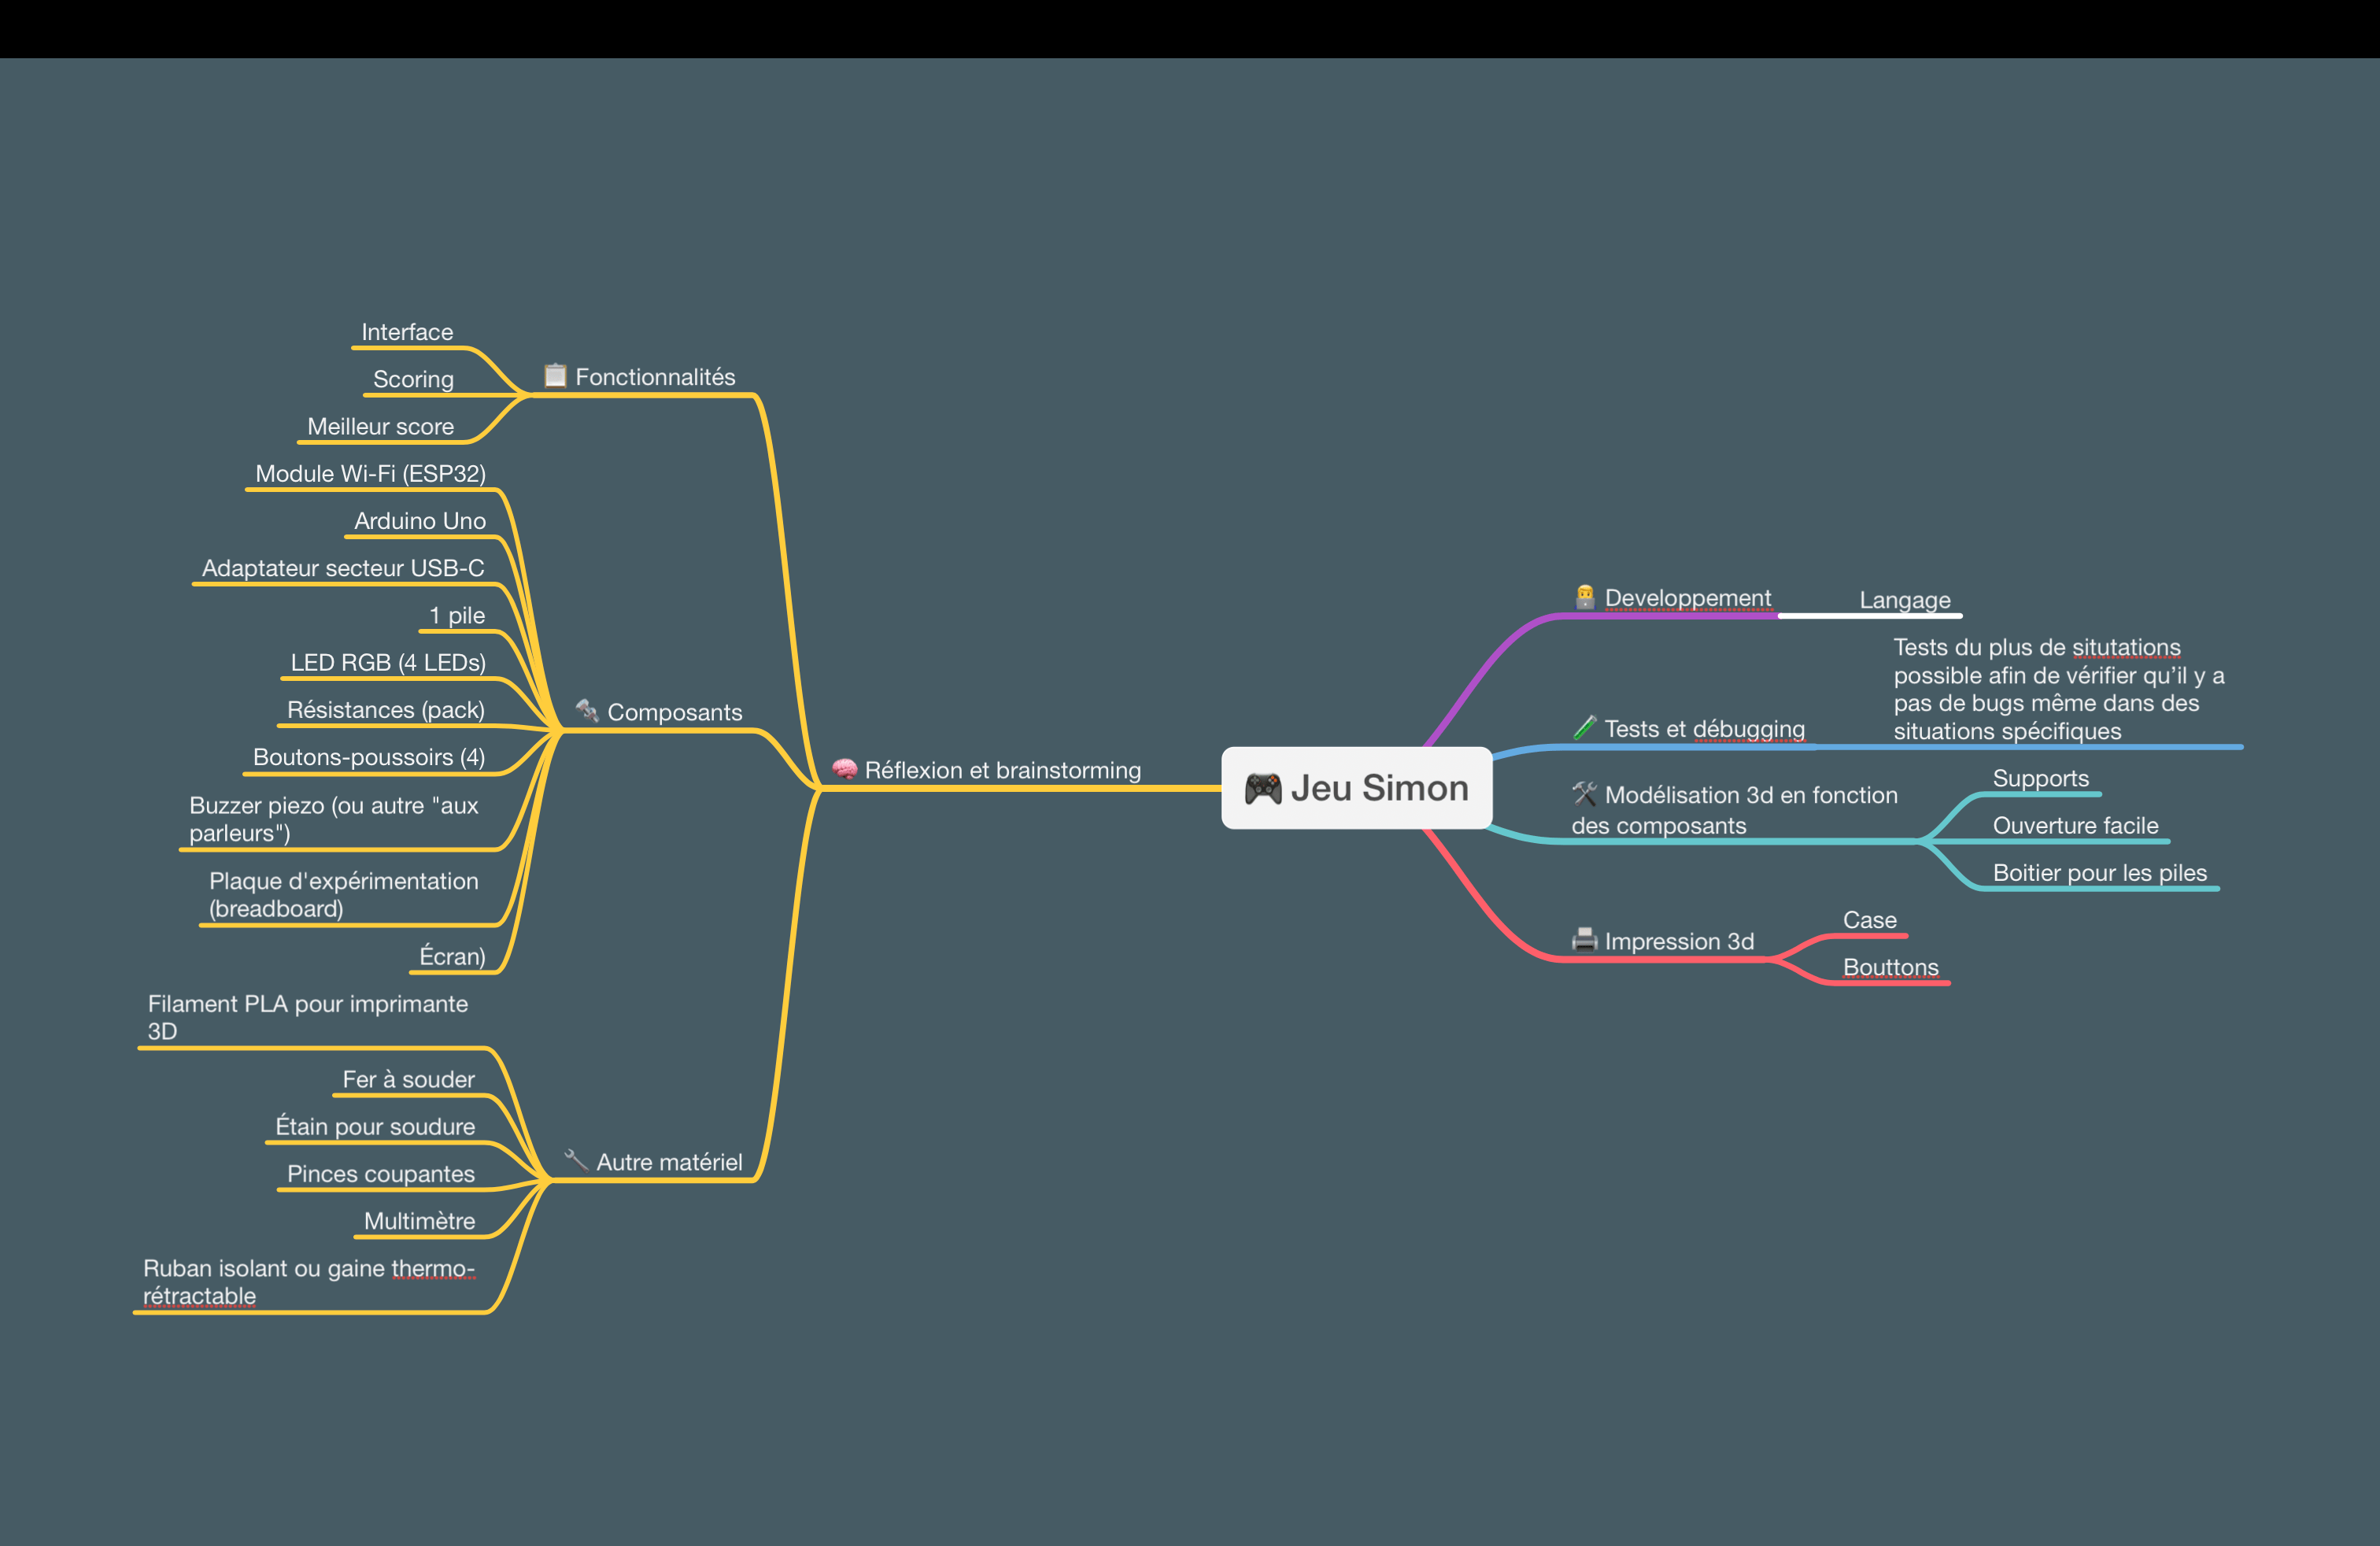 Interface
Scoring
Meilleur score
📋 Fonctionnalités
Module Wi-Fi (ESP32)
Arduino Uno
Adaptateur secteur USB-C
1 pile
LED RGB (4 LEDs)
Résistances (pack)
Boutons-poussoirs (4)
Buzzer piezo (ou autre "aux
parleurs")
Plaque d'expérimentation
(breadboard)
Écran)
🔩 Composants
Filament PLA pour imprimante
3D
Fer à souder
Étain pour soudure
Pinces coupantes
Multimètre
Ruban isolant ou gaine thermo-
rétractable
🔧 Autre matériel
🧠 Réflexion et brainstorming
🎮 Jeu Simon
👨‍💻 Developpement
Langage
🧪 Tests et débugging
Tests du plus de situtations
possible afin de vérifier qu’il y a
pas de bugs même dans des
situations spécifiques
🛠 Modélisation 3d en fonction
des composants
Supports
Ouverture facile
Boitier pour les piles
🖨 Impression 3d
Case
Bouttons